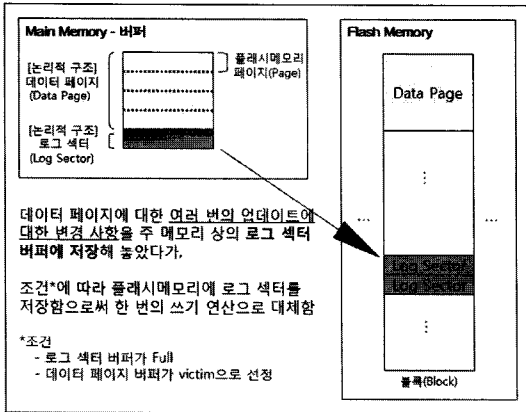 Main Memory - 버퍼
[논리적 구조]
데이터 페이지
(Data Page)
플래시메모리
페이지(Page)
[논리적 구조]
로그 섹터
(Log Sector)
데이터 페이지에 대한 여러 번의 업데이트에
대한 변경 사항을 주 메모리 상의 로그 섹터
버퍼에 저장해 놓았다가,
조건*에 따라 플래시메모리에 로그 섹터를
저장함으로써 한 번의 쓰기 연산으로 대체함
*조건
- 로그 섹터 버퍼가 Full
- 데이터 페이지 버퍼가 victim으로 선정
Flash Memory
Data Page
⋮
... ...
Log Sector
Log Sector
⋮
블록(Block)